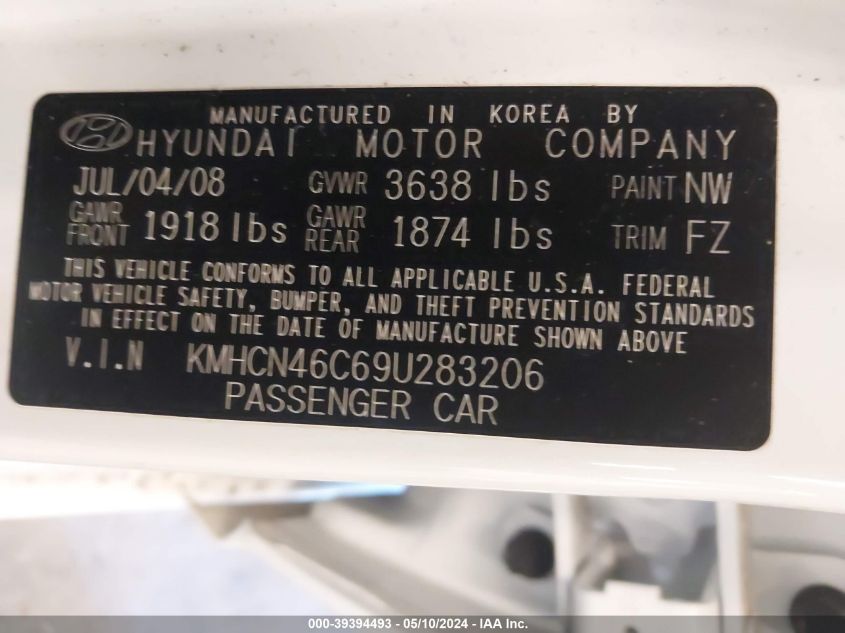 MANUFACTURED IN KOREA BY
HYUNDAI MOTOR COMPANY
JUL/04/08 GVWR 3638 lbs PAINT NW
GAWR FRONT 1918 lbs GAWR REAR 1874 lbs TRIM FZ
THIS VEHICLE CONFORMS TO ALL APPLICABLE U.S.A. FEDERAL
MOTOR VEHICLE SAFETY, BUMPER, AND THEFT PREVENTION STANDARDS
IN EFFECT ON THE DATE OF MANUFACTURE SHOWN ABOVE
V.I.N KMHCN46C69U283206
PASSENGER CAR
000-39394493 - 05/10/2024 - IAA Inc.